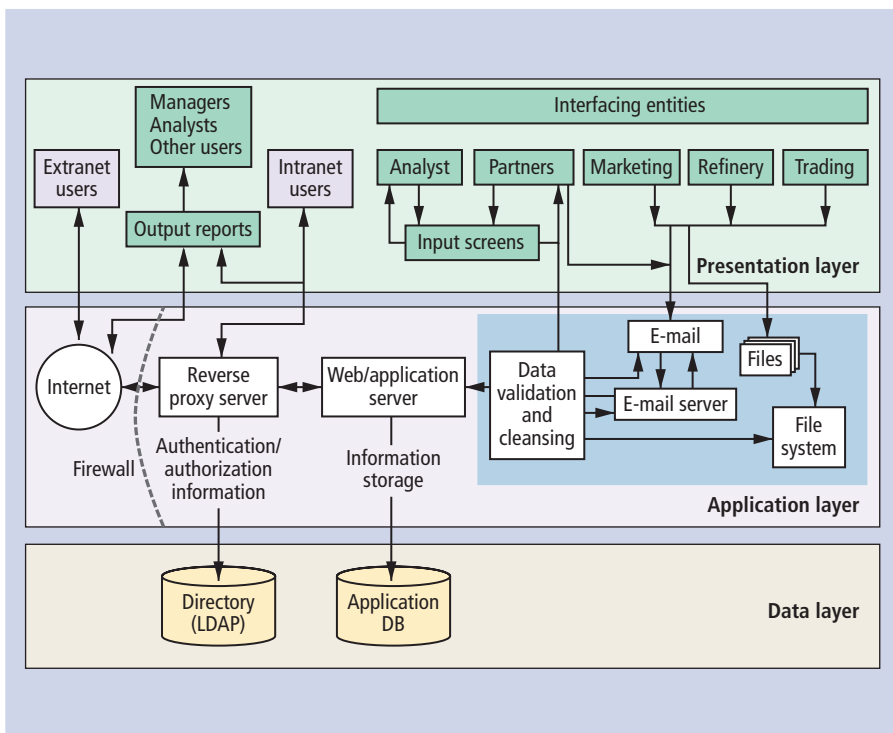 Managers
Analysts
Other users
Interfacing entities
Extranet
users
Intranet
users
Analyst
Partners
Marketing
Refinery
Trading
Output reports
Input screens
Presentation layer
Internet
Reverse
proxy server
Web/application
server
Data
validation
and
cleansing
E-mail
Files
E-mail server
File
system
Firewall
Authentication/
authorization
information
Information
storage
Application layer
Directory
(LDAP)
Application
DB
Data layer